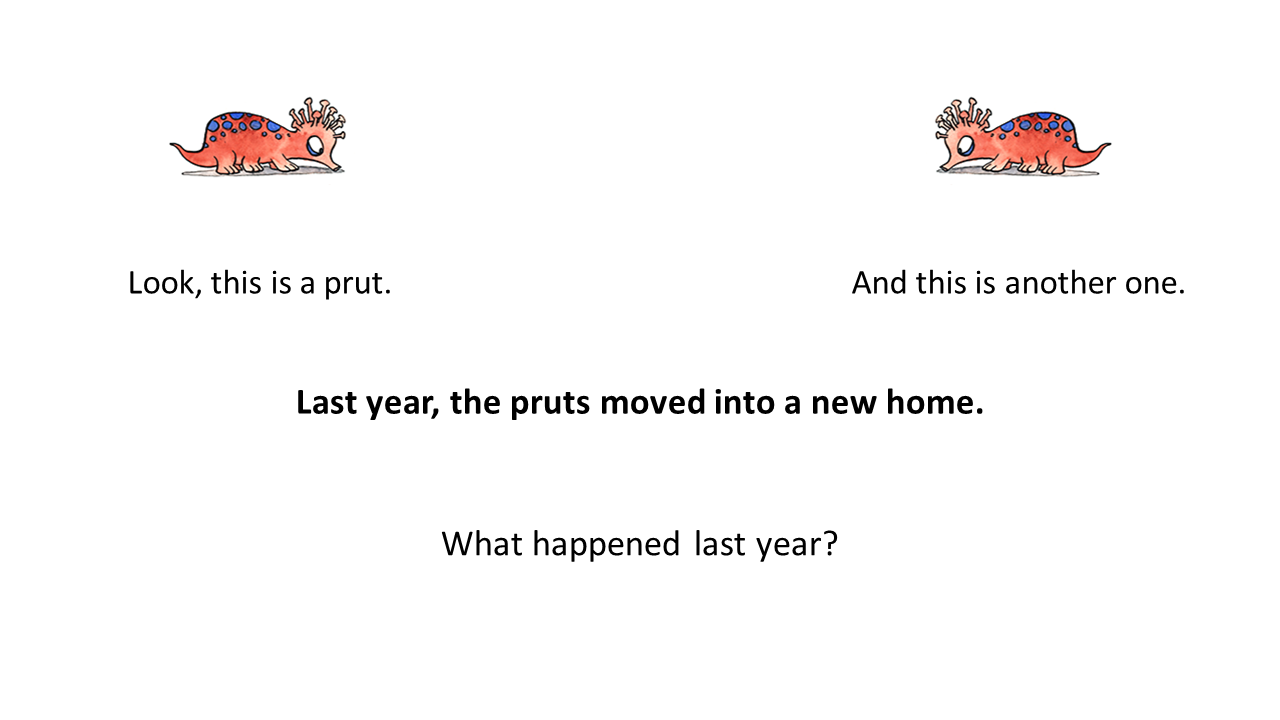 Look, this is a prut.
And this is another one.
Last year, the pruts moved into a new home.
What happened last year?